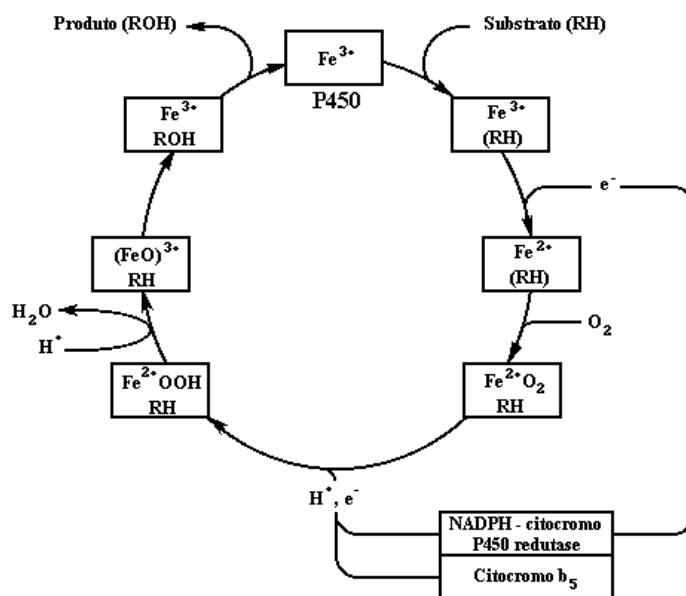 Produto (ROH)
Fe3+
P450
Substrato (RH)
Fe3+
ROH
Fe3+
(RH)
e-
(FeO)3+
RH
Fe2+
(RH)
H2O
H+
O2
Fe2+OOH
RH
Fe2+O2
RH
H+, e-
NADPH - citocromo
P450 redutase
Citocromo b5